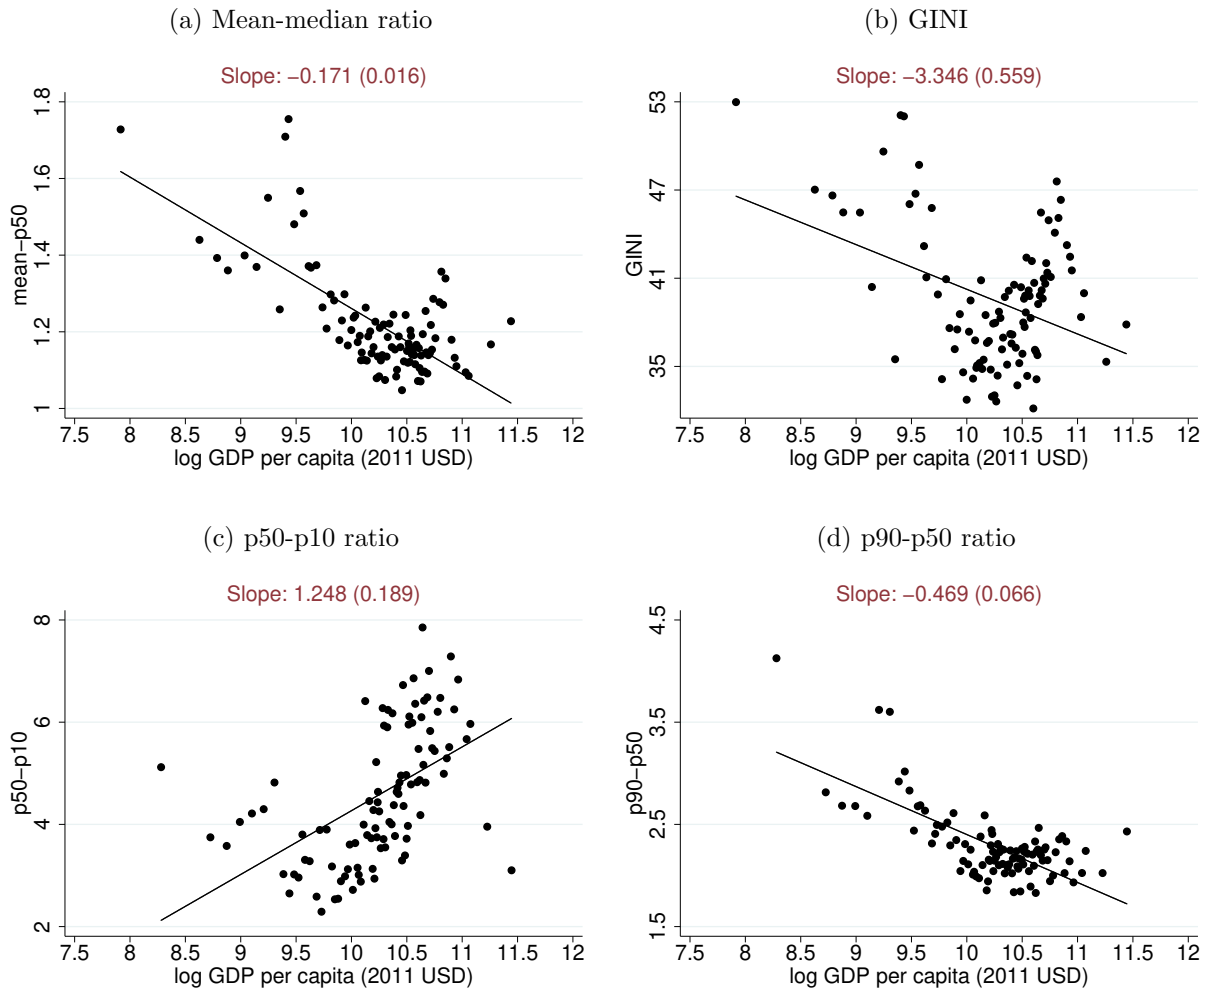 (a) Mean-median ratio
Slope: −0.171 (0.016)
mean−p50
1.8
1.6
1.4
1.2
1
7.5 8 8.5 9 9.5 10 10.5 11 11.5 12
log GDP per capita (2011 USD)
(b) GINI
Slope: −3.346 (0.559)
GINI
53
47
41
35
7.5 8 8.5 9 9.5 10 10.5 11 11.5 12
log GDP per capita (2011 USD)
(c) p50-p10 ratio
Slope: 1.248 (0.189)
p50−p10
8
6
4
2
7.5 8 8.5 9 9.5 10 10.5 11 11.5 12
log GDP per capita (2011 USD)
(d) p90-p50 ratio
Slope: −0.469 (0.066)
p90−p50
4.5
3.5
2.5
1.5
7.5 8 8.5 9 9.5 10 10.5 11 11.5 12
log GDP per capita (2011 USD)